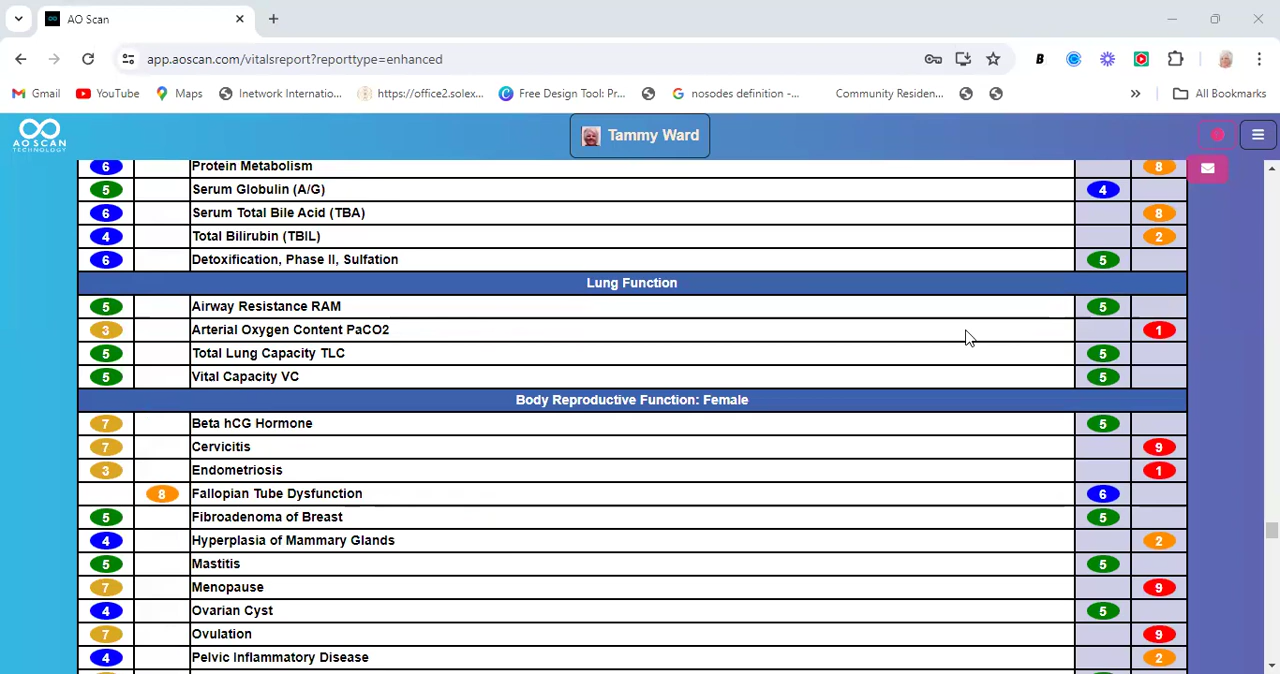 AO Scan
app.aoscan.com/vitalsreport?reporttype=enhanced
B
Gmail YouTube Maps Inetwork Internatio... https://office2.solex... Free Design Tool: Pr... G nosodes definition -... Community Residen... » All Bookmarks
AO SCAN
TECHNOLOGY
Tammy Ward
6 Protein Metabolism 8
5 Serum Globulin (A/G) 4
6 Serum Total Bile Acid (TBA) 8
4 Total Bilirubin (TBIL) 2
6 Detoxification, Phase II, Sulfation 5
Lung Function
5 Airway Resistance RAM 5
3 Arterial Oxygen Content PaCO2 1
5 Total Lung Capacity TLC 5
5 Vital Capacity VC 5
Body Reproductive Function: Female
7 Beta hCG Hormone 5
7 Cervicitis 9
3 Endometriosis 1
8 Fallopian Tube Dysfunction 6
5 Fibroadenoma of Breast 5
4 Hyperplasia of Mammary Glands 2
5 Mastitis 5
7 Menopause 9
4 Ovarian Cyst 5
7 Ovulation 9
4 Pelvic Inflammatory Disease 2